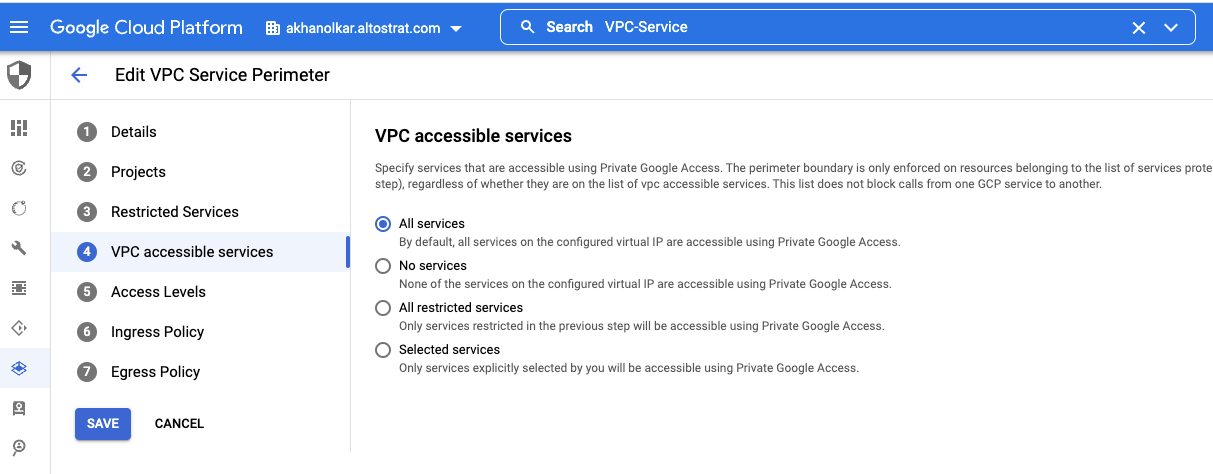 Google Cloud Platform
akhanolkar.altostrat.com
Search VPC-Service
Edit VPC Service Perimeter
1 Details
2 Projects
3 Restricted Services
4 VPC accessible services
5 Access Levels
6 Ingress Policy
7 Egress Policy
SAVE CANCEL
VPC accessible services
Specify services that are accessible using Private Google Access. The perimeter boundary is only enforced on resources belonging to the list of services prote
step), regardless of whether they are on the list of vpc accessible services. This list does not block calls from one GCP service to another.
All services
By default, all services on the configured virtual IP are accessible using Private Google Access.
No services
None of the services on the configured virtual IP are accessible using Private Google Access.
All restricted services
Only services restricted in the previous step will be accessible using Private Google Access.
Selected services
Only services explicitly selected by you will be accessible using Private Google Access.